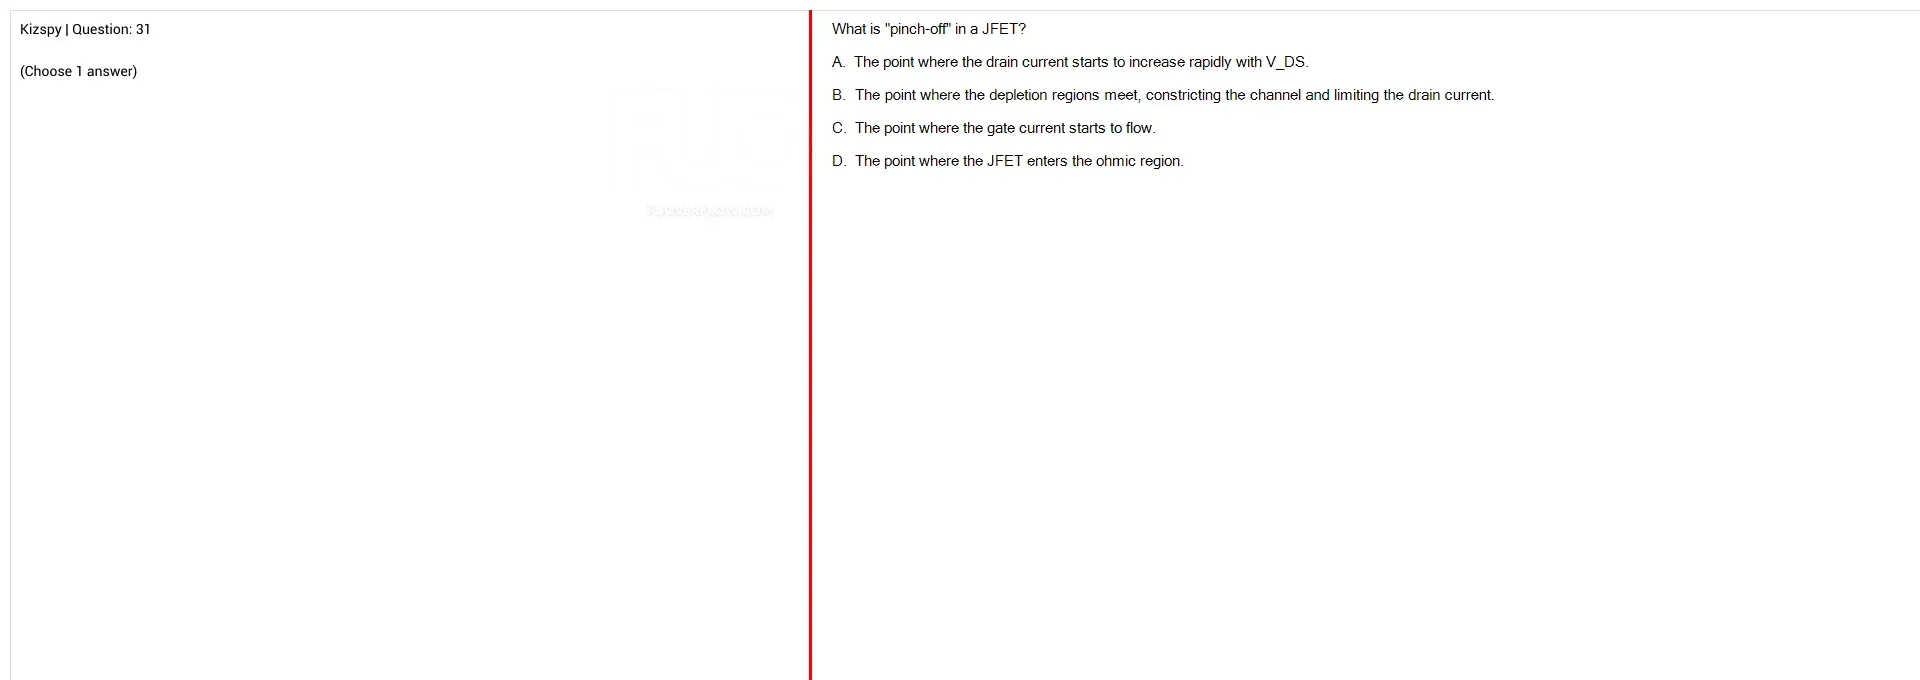 Kizspy | Question: 31
(Choose 1 answer)
What is "pinch-off" in a JFET?
A. The point where the drain current starts to increase rapidly with V_DS.
B. The point where the depletion regions meet, constricting the channel and limiting the drain current.
C. The point where the gate current starts to flow.
D. The point where the JFET enters the ohmic region.